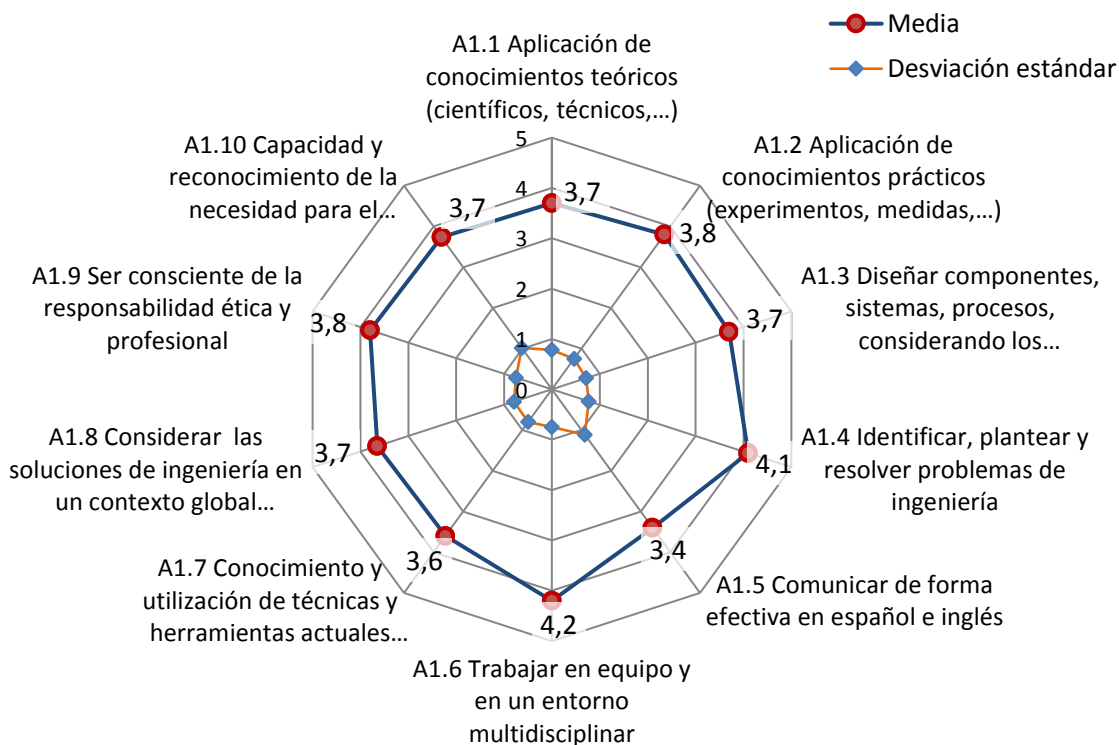 Media
Desviación estándar
A1.1 Aplicación de
conocimientos teóricos
(científicos, técnicos,...)
A1.2 Aplicación de
conocimientos prácticos
(experimentos, medidas,...)
A1.3 Diseñar componentes,
sistemas, procesos,
considerando los...
A1.4 Identificar, plantear y
resolver problemas de
ingeniería
A1.5 Comunicar de forma
efectiva en español e inglés
A1.6 Trabajar en equipo y
en un entorno
multidisciplinar
A1.7 Conocimiento y
utilización de técnicas y
herramientas actuales...
A1.8 Considerar  las
soluciones de ingeniería en
un contexto global...
A1.9 Ser consciente de la
responsabilidad ética y
profesional
A1.10 Capacidad y
reconocimiento de la
necesidad para el...
5
4
3
2
1
0
3,7
3,8
3,7
4,1
3,4
4,2
3,6
3,7
3,8
3,7